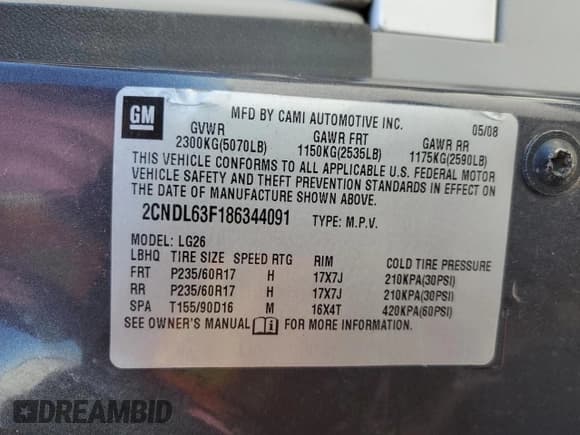 GM
MFD BY CAMI AUTOMOTIVE INC. 05/08
GVWR GAWR FRT GAWR RR
2300KG(5070LB) 1150KG(2535LB) 1175KG(2590LB)
THIS VEHICLE CONFORMS TO ALL APPLICABLE U.S. FEDERAL MOTOR
VEHICLE SAFETY AND THEFT PREVENTION STANDARDS IN EFFECT ON
THE DATE OF MANUFACTURE SHOWN ABOVE.
2CNDL63F186344091 TYPE: M.P.V.
MODEL: LG26
LBHQ TIRE SIZE SPEED RTG RIM COLD TIRE PRESSURE
FRT P235/60R17 H 17X7J 210KPA(30PSI)
RR P235/60R17 H 17X7J 210KPA(30PSI)
SPA T155/90D16 M 16X4T 420KPA(60PSI)
SEE OWNER'S MANUAL FOR MORE INFORMATION.
DREAMBID